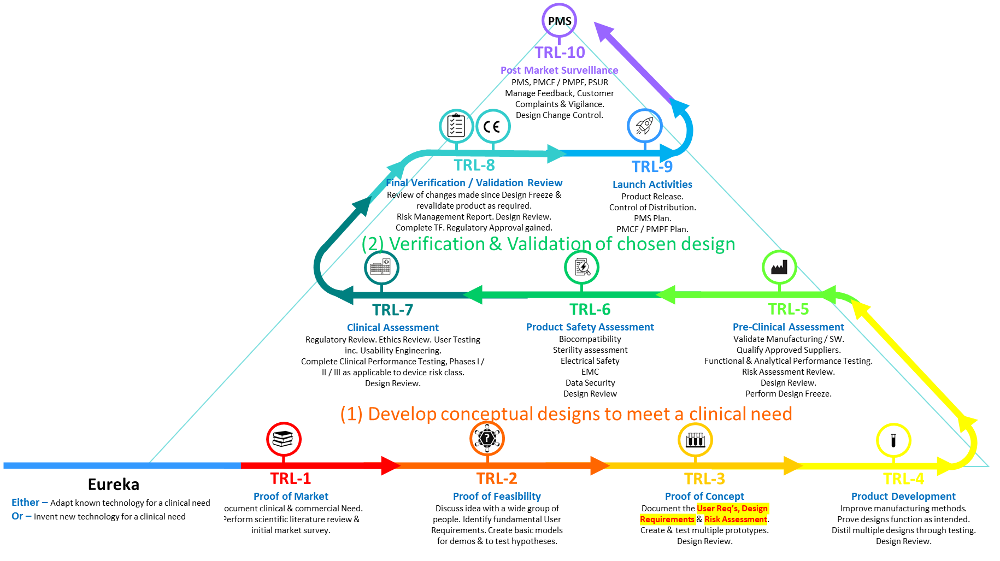 PMS
TRL-10
Post Market Surveillance
PMS, PMCF / PMPF, PSUR
Manage Feedback, Customer
Complaints & Vigilance.
Design Change Control.
CE
TRL-8
Final Verification / Validation Review
Review of changes made since Design Freeze &
revalidate product as required.
Risk Management Report. Design Review.
Complete TF. Regulatory Approval gained.
TRL-9
Launch Activities
Product Release.
Control of Distribution.
PMS Plan.
PMCF / PMPF Plan.
(2) Verification & Validation of chosen design
TRL-7
Clinical Assessment
Regulatory Review. Ethics Review. User Testing
inc. Usability Engineering.
Complete Clinical Performance Testing, Phases I /
II / III as applicable to device risk class.
Design Review.
TRL-6
Product Safety Assessment
Biocompatibility
Sterility assessment
Electrical Safety
EMC
Data Security
Design Review
TRL-5
Pre-Clinical Assessment
Validate Manufacturing / SW.
Qualify Approved Suppliers.
Functional & Analytical Performance Testing.
Risk Assessment Review.
Design Review.
Perform Design Freeze.
(1) Develop conceptual designs to meet a clinical need
?
Eureka
Either – Adapt known technology for a clinical need
Or – Invent new technology for a clinical need
TRL-1
Proof of Market
ocument clinical & commercial Need.
Perform scientific literature review &
initial market survey.
TRL-2
Proof of Feasibility
Discuss idea with a wide group of
people. Identify fundamental User
Requirements. Create basic models
for demos & to test hypotheses.
TRL-3
Proof of Concept
Document the User Req's, Design
Requirements & Risk Assessment.
Create & test multiple prototypes.
Design Review.
TRL-4
Product Development
Improve manufacturing methods.
Prove designs function as intended.
Distil multiple designs through testing.
Design Review.